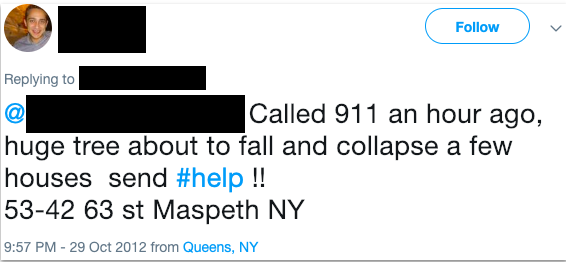 Follow
Replying to
@ Called 911 an hour ago,
huge tree about to fall and collapse a few
houses send #help !!
53-42 63 st Maspeth NY
9:57 PM - 29 Oct 2012 from Queens, NY